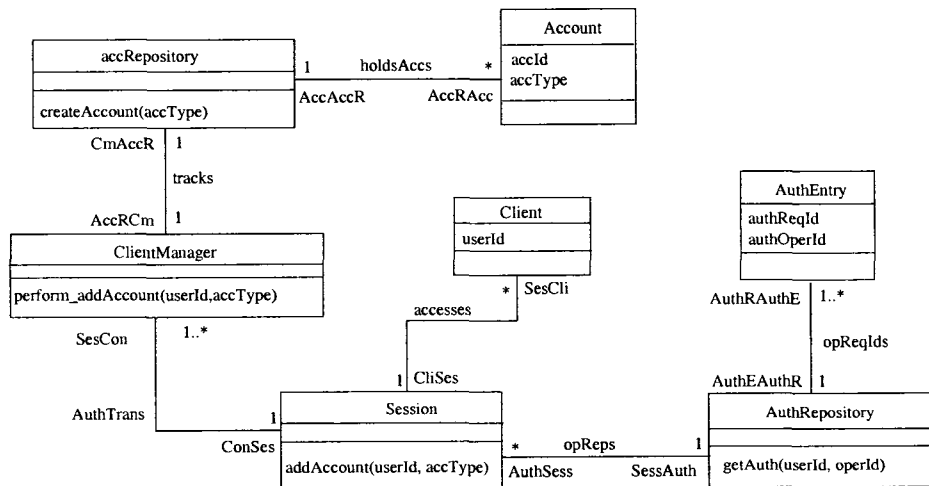 Account
accRepository
accId
accType
1 holdsAccs *
AccAccR AccRAcc
createAccount(accType)
CmAccR 1
tracks
AccRCm 1
AuthEntry
authReqId
authOperId
Client
userId
ClientManager
perform_addAccount(userId,accType)
* SesCli
AuthRAuthE 1..*
accesses
SesCon 1..*
opReqIds
1 CliSes
AuthEAuthR 1
Session
AuthRepository
AuthTrans 1
ConSes
* opReps 1
addAccount(userId, accType)
AuthSess SessAuth
getAuth(userId, operId)